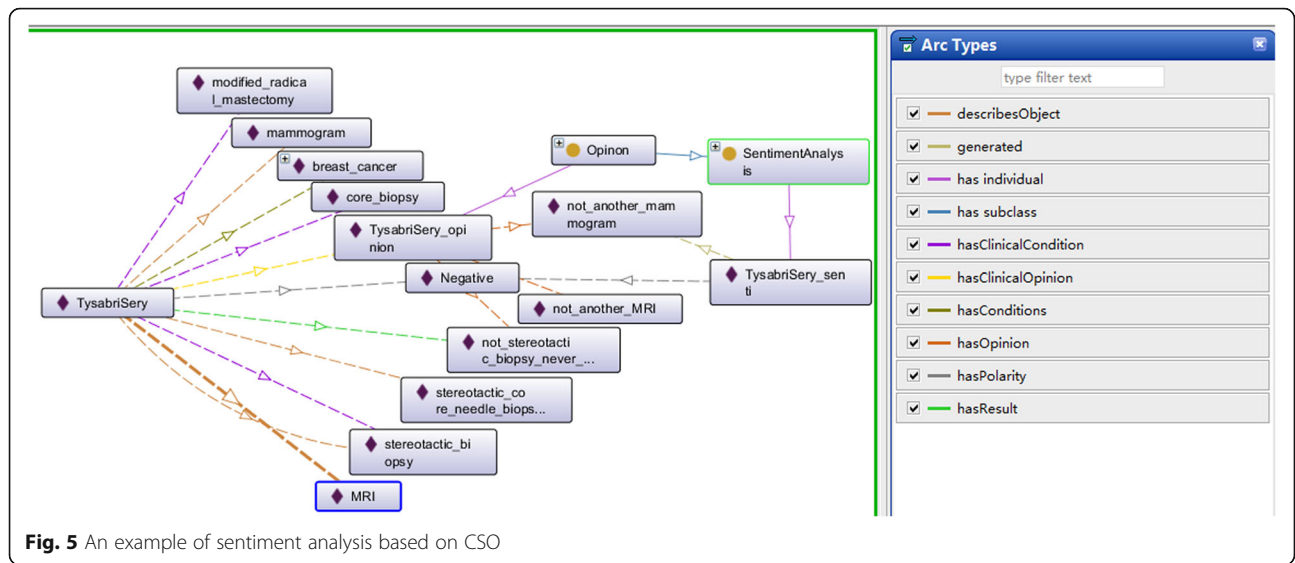 modified_radica
l_mastectomy
mammogram
breast_cancer
core_biopsy
TysabriSery_opi
nion
Negative
TysabriSery
not_another_MRI
not_stereotacti
c_biopsy_never_...
stereotactic_co
re_needle_biops...
stereotactic_bi
opsy
MRI
Opinon
SentimentAnalys
is
not_another_mam
mogram
TysabriSery_sen
ti
Arc Types
type filter text
describesObject
generated
has individual
has subclass
hasClinicalCondition
hasClinicalOpinion
hasConditions
hasOpinion
hasPolarity
hasResult
Fig. 5 An example of sentiment analysis based on CSO